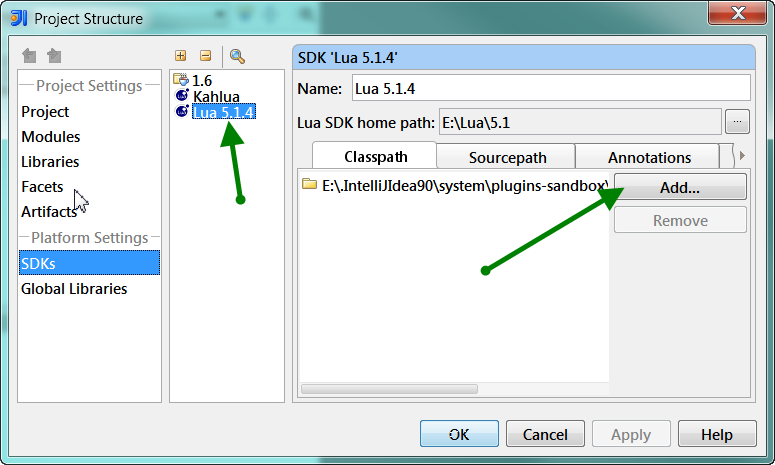 Project Structure
Project Settings
Project
Modules
Libraries
Facets
Artifacts
Platform Settings
SDKs
Global Libraries
1.6
Kahlua
Lua 5.1.4
SDK 'Lua 5.1.4'
Name: Lua 5.1.4
Lua SDK home path: E:\Lua\5.1 ...
Classpath Sourcepath Annotations
E:\.IntelliJIdea90\system\plugins-sandbox\
Add...
Remove
OK Cancel Apply Help